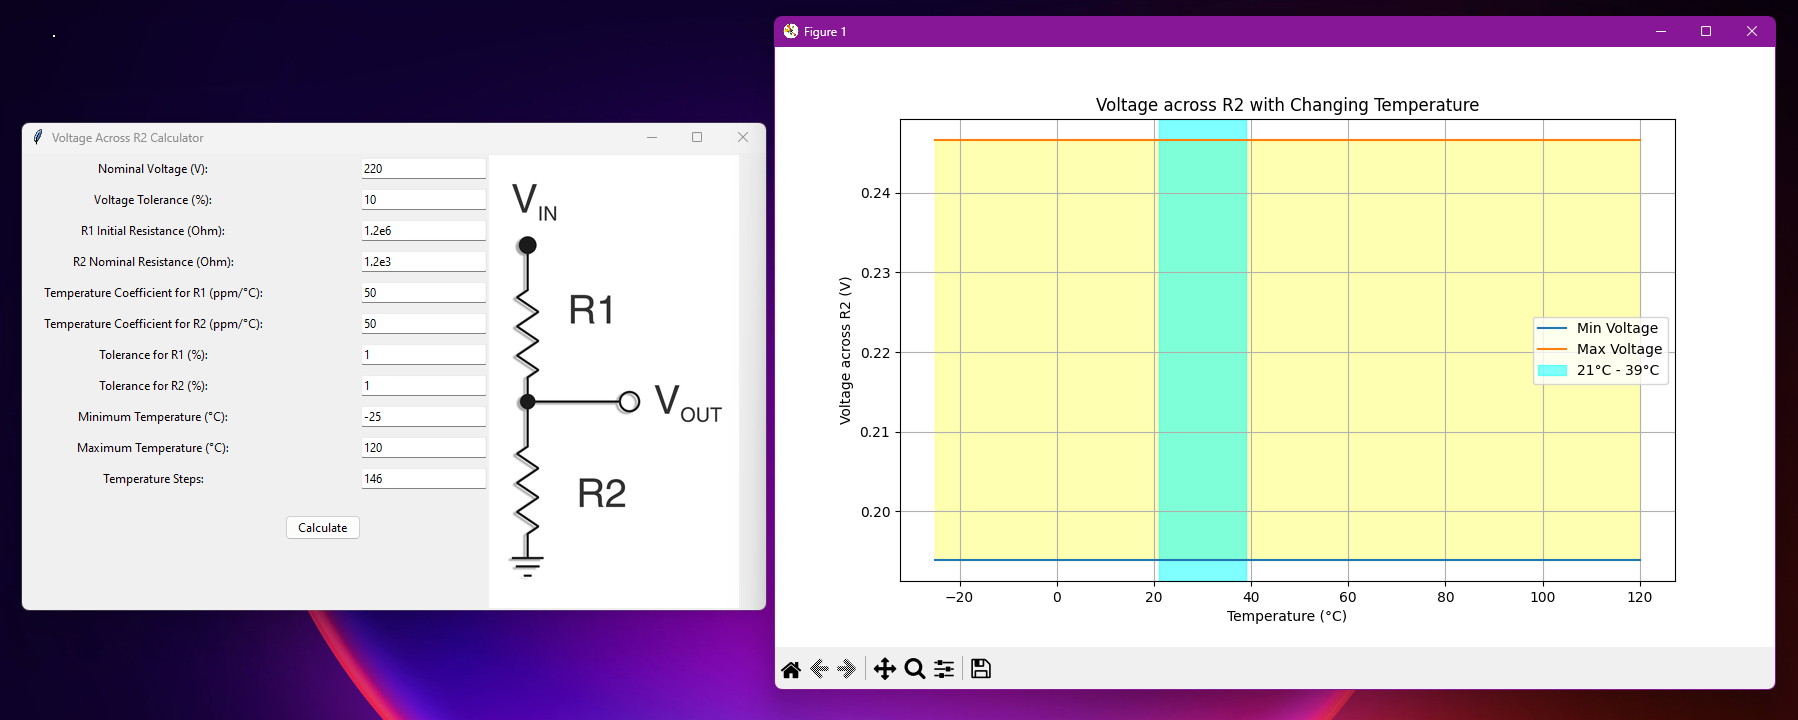 Voltage Across R2 Calculator
Nominal Voltage (V): 220
Voltage Tolerance (%): 10
R1 Initial Resistance (Ohm): 1.2e6
R2 Nominal Resistance (Ohm): 1.2e3
Temperature Coefficient for R1 (ppm/°C): 50
Temperature Coefficient for R2 (ppm/°C): 50
Tolerance for R1 (%): 1
Tolerance for R2 (%): 1
Minimum Temperature (°C): -25
Maximum Temperature (°C): 120
Temperature Steps: 146
Calculate
VIN
R1
VOUT
R2
Figure 1
Voltage across R2 with Changing Temperature
Voltage across R2 (V)
0.24
0.23
0.22
0.21
0.20
Min Voltage
Max Voltage
21°C - 39°C
−20 0 20 40 60 80 100 120
Temperature (°C)